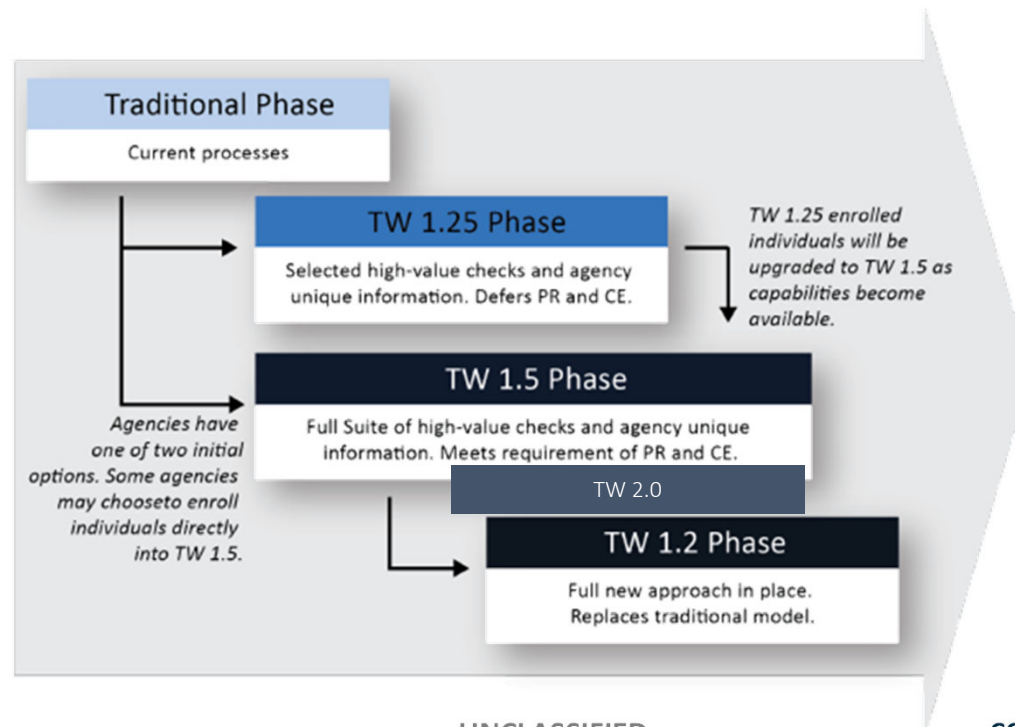 Traditional Phase
Current processes
TW 1.25 Phase
Selected high-value checks and agency
unique information. Defers PR and CE.
TW 1.25 enrolled
individuals will be
upgraded to TW 1.5 as
capabilities become
available.
TW 1.5 Phase
Full Suite of high-value checks and agency unique
information. Meets requirement of PR and CE.
Agencies have
one of two initial
options. Some agencies
may chooseto enroll
individuals directly
into TW 1.5.
TW 2.0
TW 1.2 Phase
Full new approach in place.
Replaces traditional model.
UNCLASSIFIED